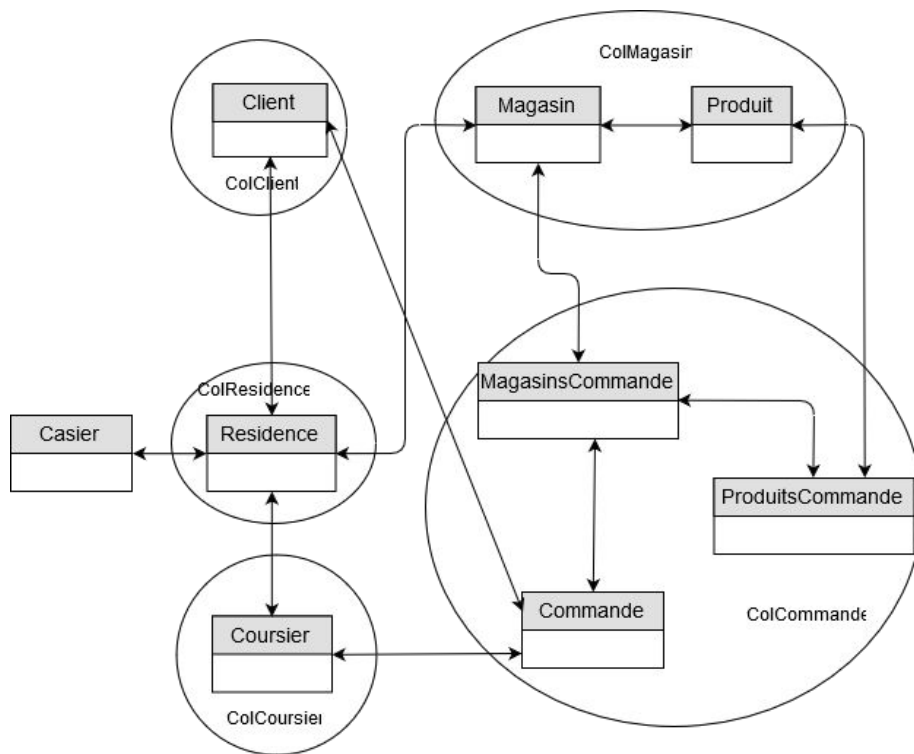 ColMagasin
Client
Magasin
Produit
ColClient
MagasinsCommande
ColResidence
Casier
Residence
ProduitsCommande
Commande
ColCommande
Coursier
ColCoursier